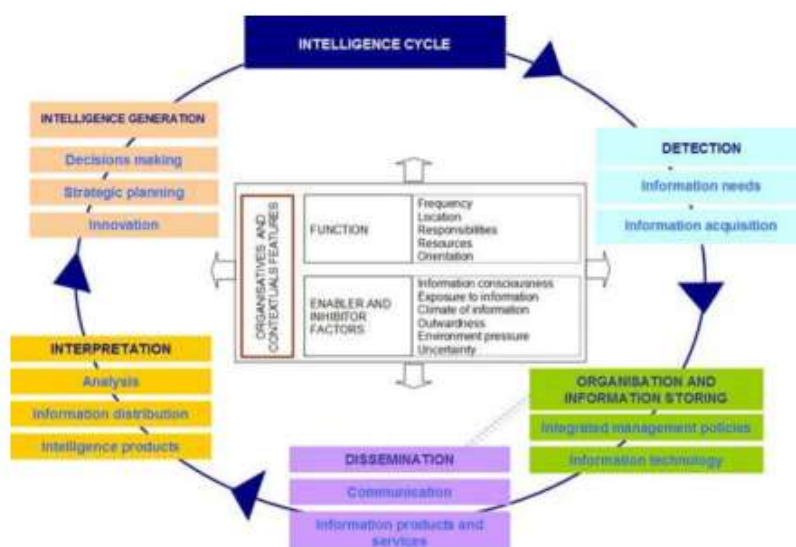 INTELLIGENCE CYCLE
INTELLIGENCE GENERATION
Decisions making
Strategic planning
Innovation
DETECTION
Information needs
Information acquisition
ORGANISATIVES AND
CONTEXTUALS FEATURES
FUNCTION
Frequency
Location
Responsibilities
Resources
Orientation
ENABLER AND
INHIBITOR
FACTORS
Information consciousness
Exposure to information
Climate of information
Outwardness
Environment pressure
Uncertainty
INTERPRETATION
Analysis
Information distribution
Intelligence products
ORGANISATION AND
INFORMATION STORING
Integrated management policies
Information technology
DISSEMINATION
Communication
Information products and
services